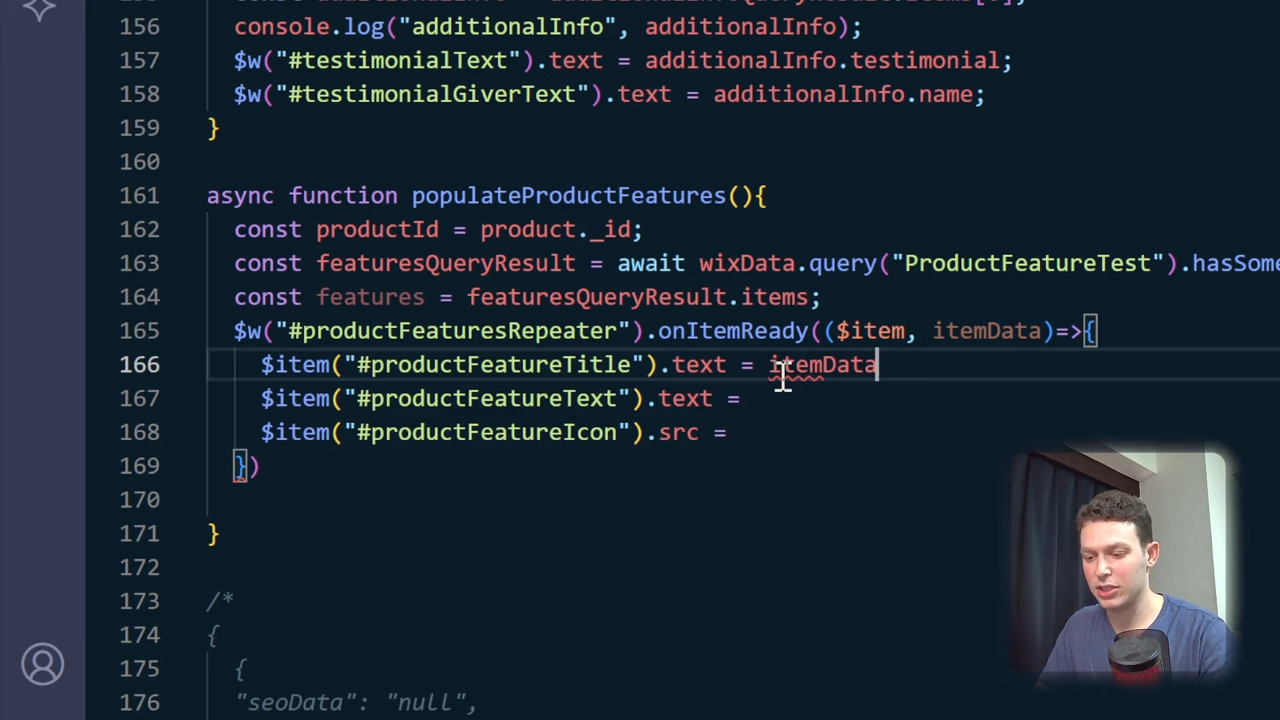 156 console.log("additionalInfo", additionalInfo);
157 $w("#testimonialText").text = additionalInfo.testimonial;
158 $w("#testimonialGiverText").text = additionalInfo.name;
159 }
160
161 async function populateProductFeatures(){
162 const productId = product._id;
163 const featuresQueryResult = await wixData.query("ProductFeatureTest").hasSome
164 const features = featuresQueryResult.items;
165 $w("#productFeaturesRepeater").onItemReady(($item, itemData)=>{
166 $item("#productFeatureTitle").text = itemData
167 $item("#productFeatureText").text =
168 $item("#productFeatureIcon").src =
169 })
170
171 }
172
173 /*
174 {
175 {
176 "seoData": "null",